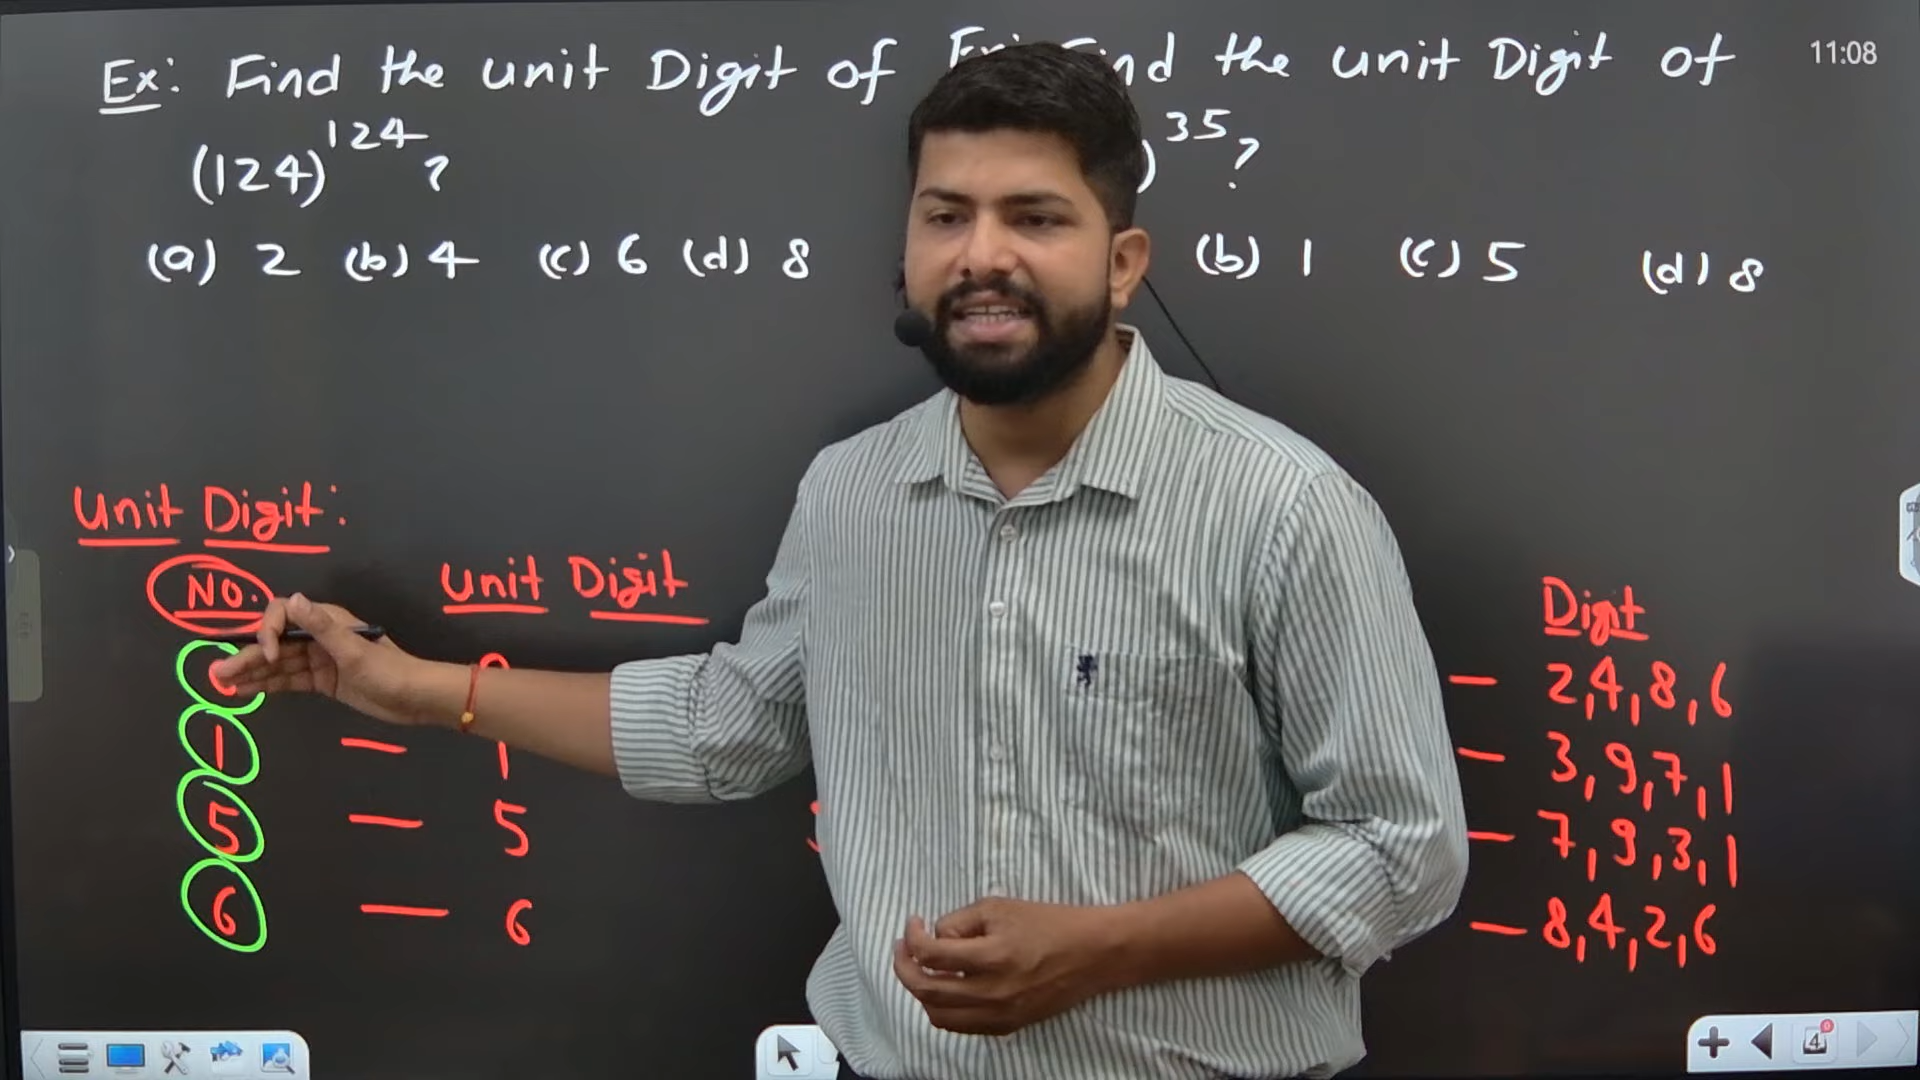 Ex: Find the unit Digit of
(124)^124 ?
(a) 2 (b) 4 (c) 6 (d) 8
the unit Digit of
)^35 ?
(b) 1 (c) 5 (d) 8
11:08
Unit Digit:
No. Unit Digit
1 — 1
5 — 5
6 — 6
Digit
— 2,4,8,6
— 3,9,7,1
— 7,9,3,1
— 8,4,2,6
4